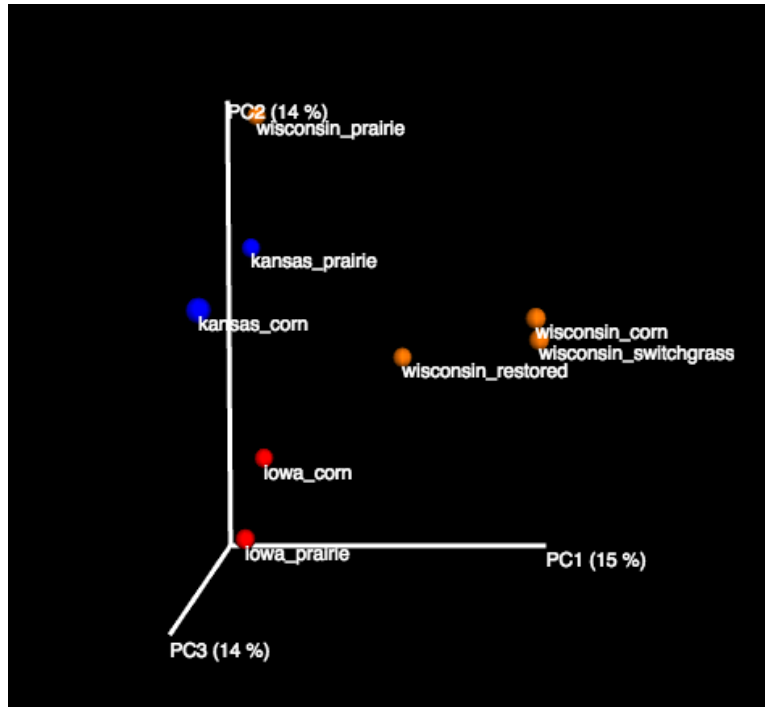 PC2 (14 %)
wisconsin_prairie
kansas_prairie
kansas_corn
wisconsin_corn
wisconsin_switchgrass
wisconsin_restored
iowa_corn
iowa_prairie
PC1 (15 %)
PC3 (14 %)